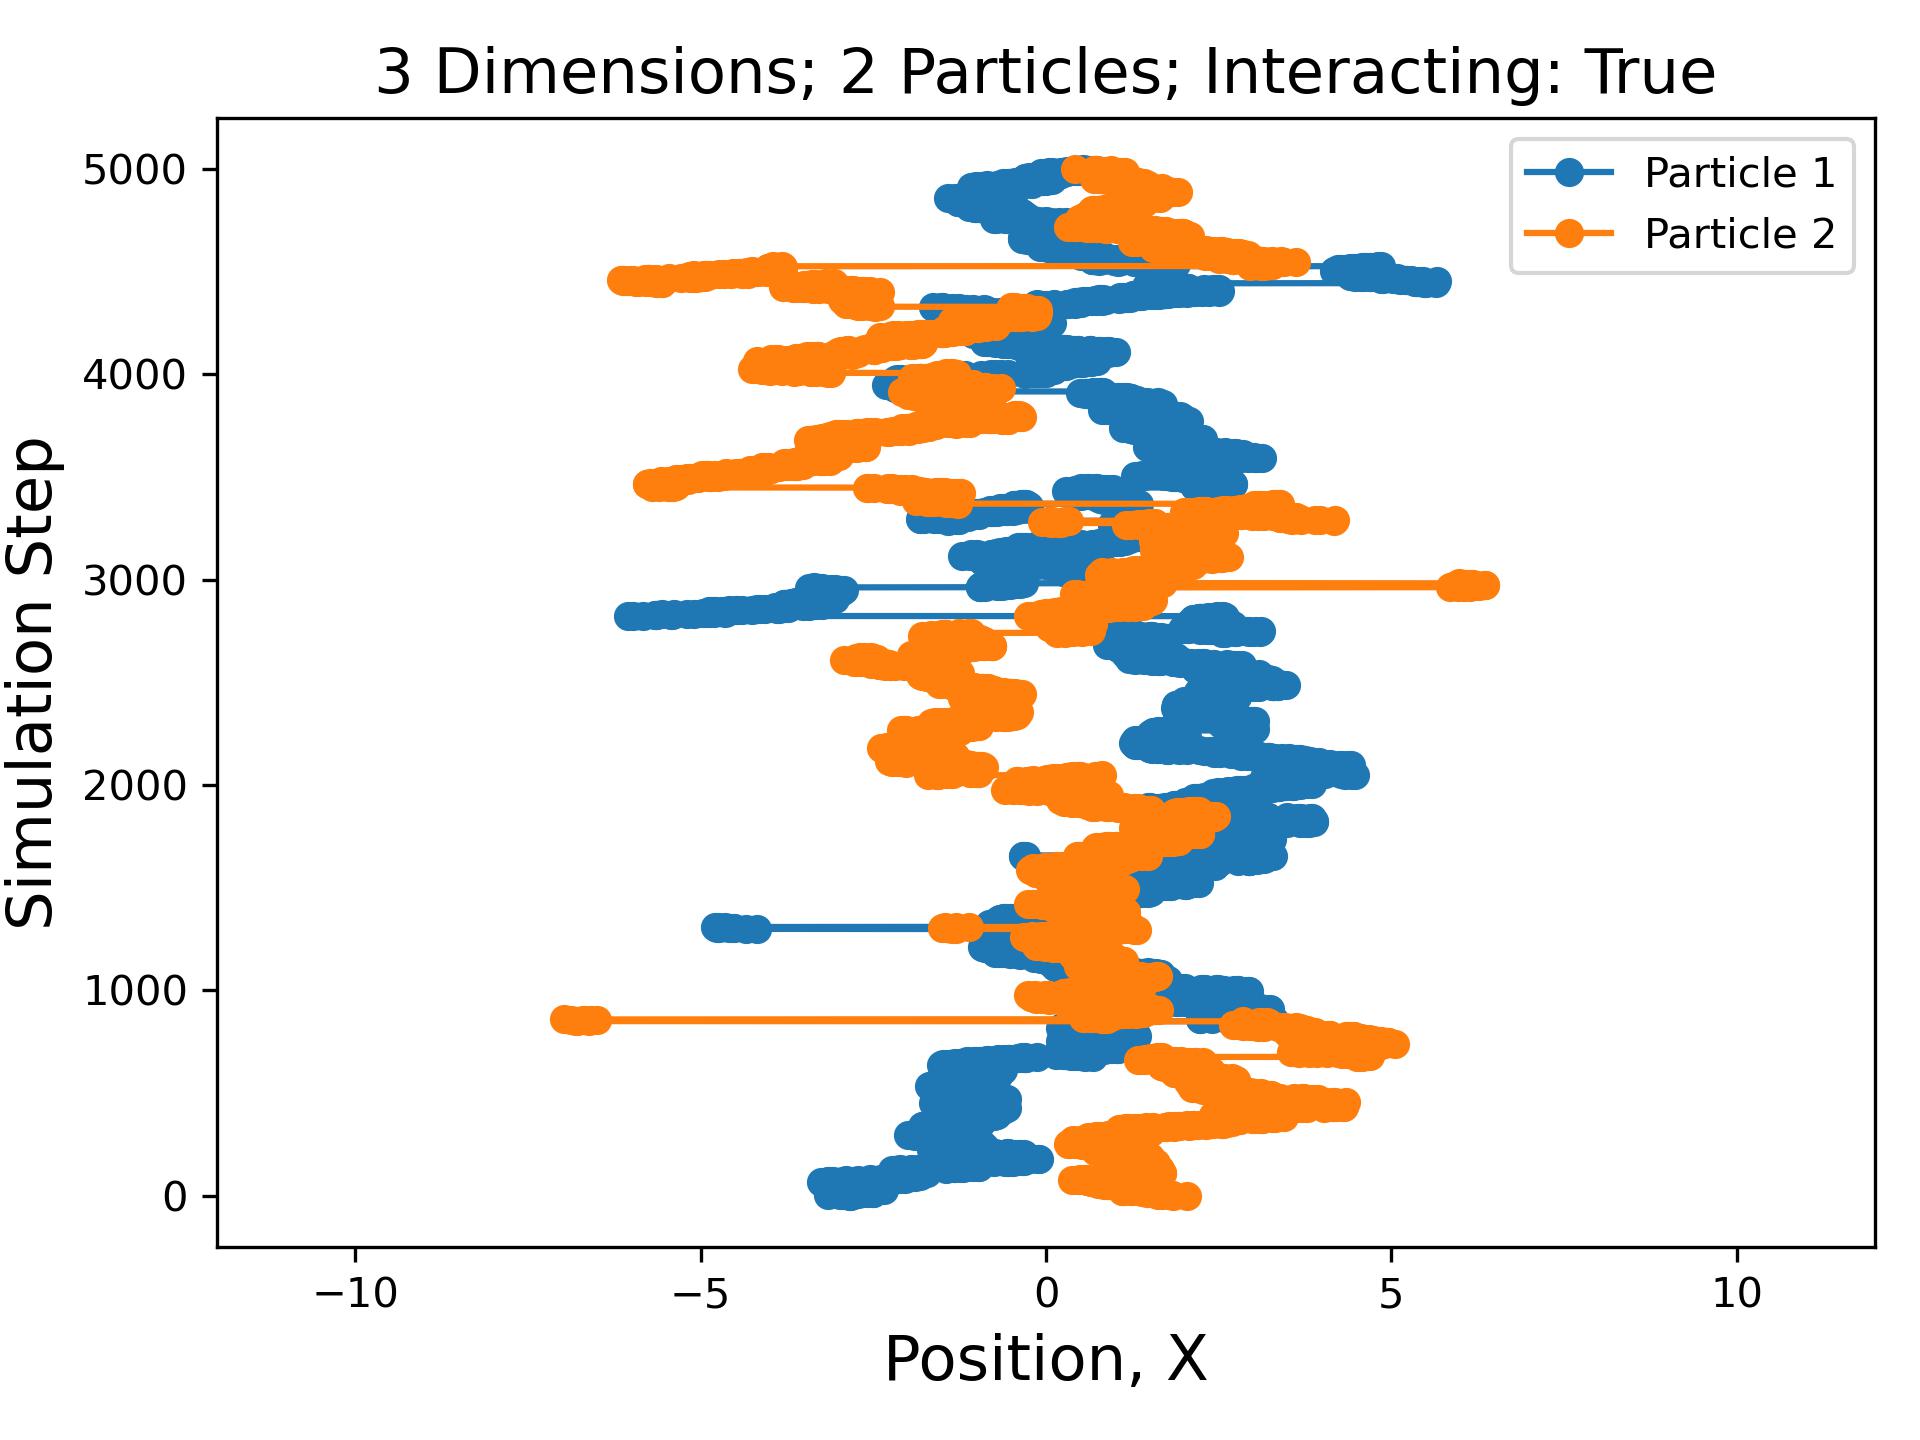 3 Dimensions; 2 Particles; Interacting: True
Particle 1
Particle 2
Simulation Step
5000
4000
3000
2000
1000
0
−10
−5
0
5
10
Position, X